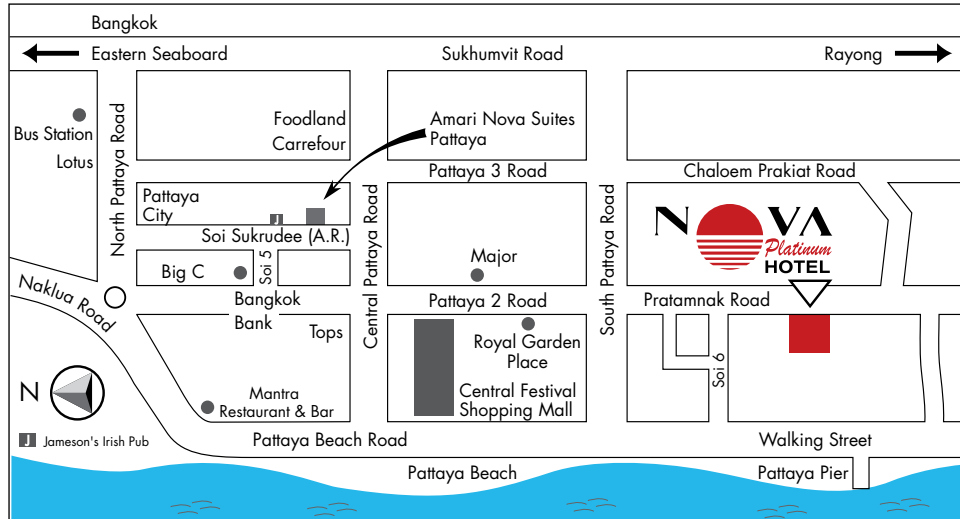 Bangkok
Eastern Seaboard
Sukhumvit Road
Rayong
Bus Station
Lotus
North Pattaya Road
Foodland
Carrefour
Amari Nova Suites
Pattaya
Pattaya 3 Road
Chaloem Prakiat Road
Pattaya
City
J
Soi Sukrudee (A.R.)
Central Pattaya Road
South Pattaya Road
NOVA
Platinum
HOTEL
Big C
Soi 5
Major
Naklua Road
Bangkok
Bank
Pattaya 2 Road
Pratamnak Road
Tops
Royal Garden
Place
Soi 6
N
Mantra
Restaurant & Bar
Central Festival
Shopping Mall
J Jameson's Irish Pub
Pattaya Beach Road
Walking Street
Pattaya Beach
Pattaya Pier